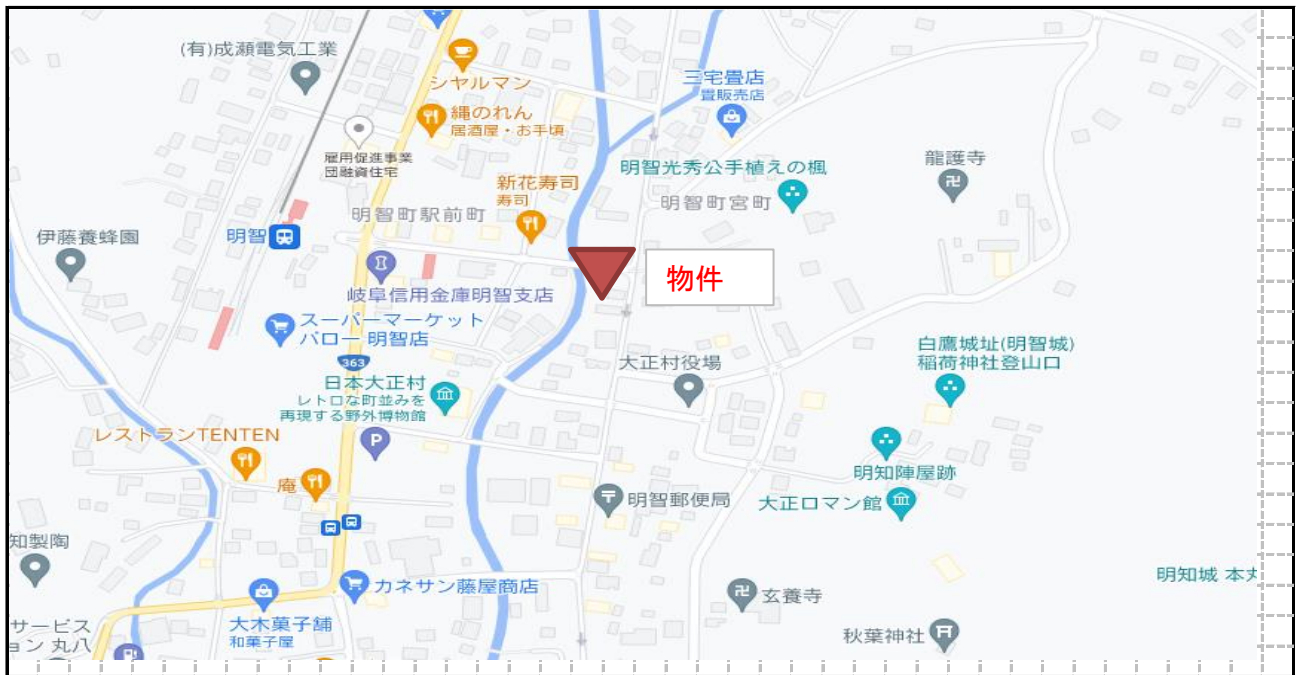 (有)成瀬電気工業
シャルマン
縄のれん
居酒屋・お手頃
三宅畳店
畳販売店
雇用促進事業
団融資住宅
明智光秀公手植えの楓
龍護寺
新花寿司
寿司
明智町宮町
明智町駅前町
伊藤養蜂園
明智
物件
岐阜信用金庫明智支店
スーパーマーケット
バロー 明智店
363
大正村役場
白鷹城址(明智城)
稲荷神社登山口
日本大正村
レトロな町並みを
再現する野外博物館
P
レストランTENTEN
庵
明知陣屋跡
明智郵便局
大正ロマン館
知製陶
明知城 本丸
カネサン藤屋商店
玄養寺
大木菓子舗
和菓子屋
サービス
ョン 丸八
秋葉神社